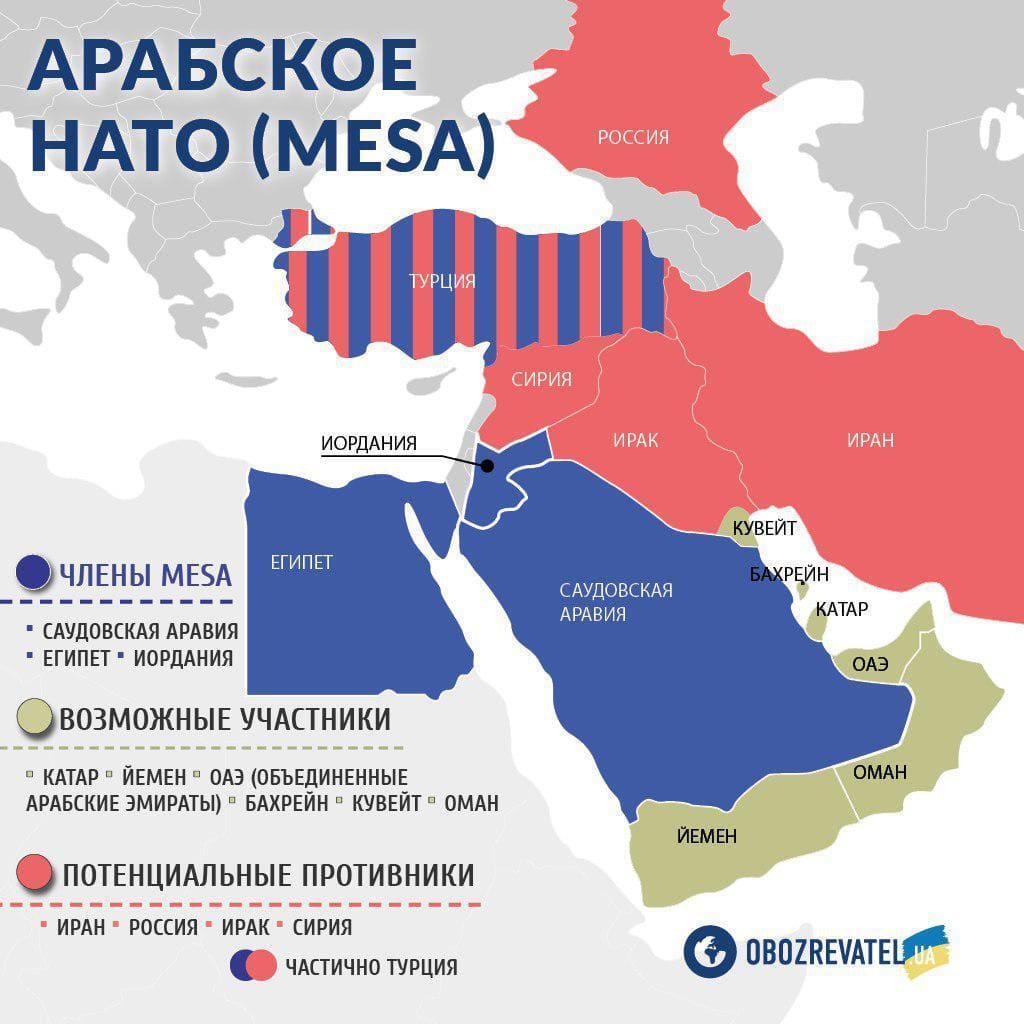 АРАБСКОЕ
НАТО (MESA)
РОССИЯ
ТУРЦИЯ
СИРИЯ
ИОРДАНИЯ
ИРАК
ИРАН
КУВЕЙТ
ЕГИПЕТ
БАХРЕЙН
САУДОВСКАЯ
АРАВИЯ
КАТАР
ОАЭ
ОМАН
ЙЕМЕН
ЧЛЕНЫ MESA
САУДОВСКАЯ АРАВИЯ
ЕГИПЕТ ▪ ИОРДАНИЯ
ВОЗМОЖНЫЕ УЧАСТНИКИ
КАТАР ▪ ЙЕМЕН ▪ ОАЭ (ОБЪЕДИНЕННЫЕ
АРАБСКИЕ ЭМИРАТЫ) ▪ БАХРЕЙН ▪ КУВЕЙТ ▪ ОМАН
ПОТЕНЦИАЛЬНЫЕ ПРОТИВНИКИ
ИРАН ▪ РОССИЯ ▪ ИРАК ▪ СИРИЯ
ЧАСТИЧНО ТУРЦИЯ
OBOZREVATEL.UA